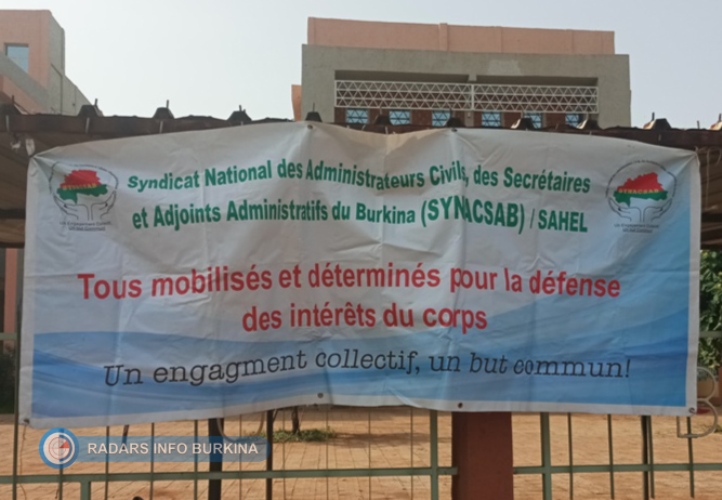 Syndicat National des Administrateurs Civils, des Secrétaires
et Adjoints Administratifs du Burkina (SYNACSAB) / SAHEL
Tous mobilisés et déterminés pour la défense
des intérêts du corps
Un engagment collectif, un but commun!
RADARS INFO BURKINA